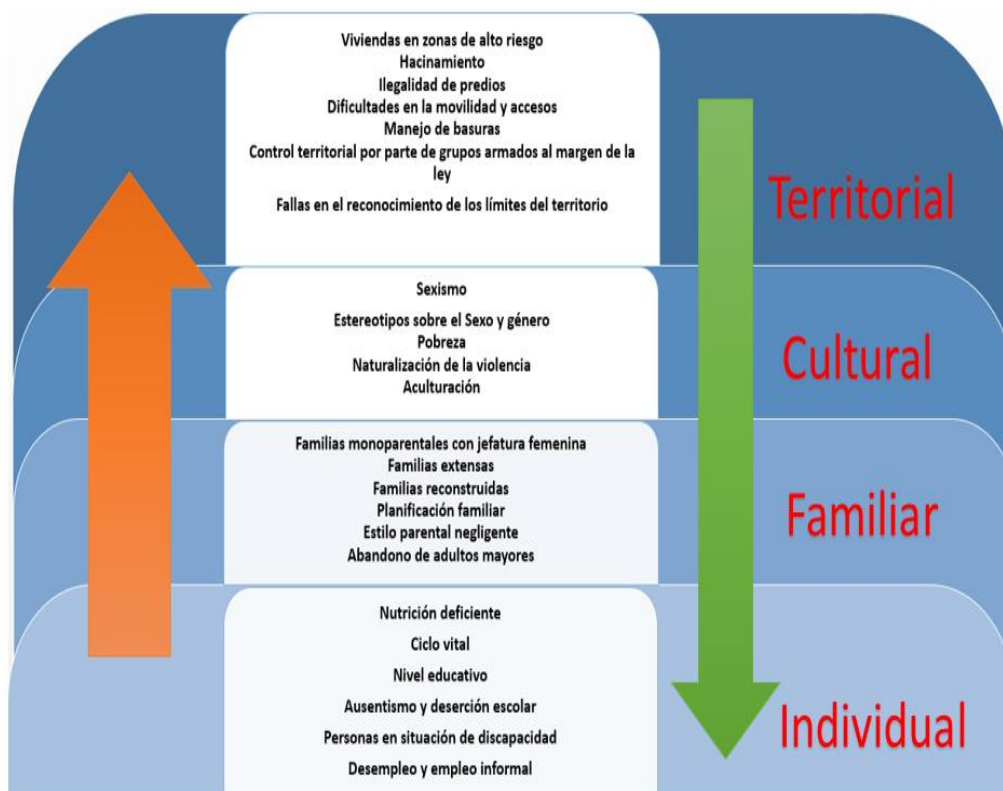 Viviendas en zonas de alto riesgo
Hacinamiento
Ilegalidad de predios
Dificultades en la movilidad y accesos
Manejo de basuras
Control territorial por parte de grupos armados al margen de la
ley
Fallas en el reconocimiento de los límites del territorio
Territorial
Sexismo
Estereotipos sobre el Sexo y género
Pobreza
Naturalización de la violencia
Aculturación
Cultural
Familias monoparentales con jefatura femenina
Familias extensas
Familias reconstruidas
Planificación familiar
Estilo parental negligente
Abandono de adultos mayores
Familiar
Nutrición deficiente
Ciclo vital
Nivel educativo
Ausentismo y deserción escolar
Personas en situación de discapacidad
Desempleo y empleo informal
Individual